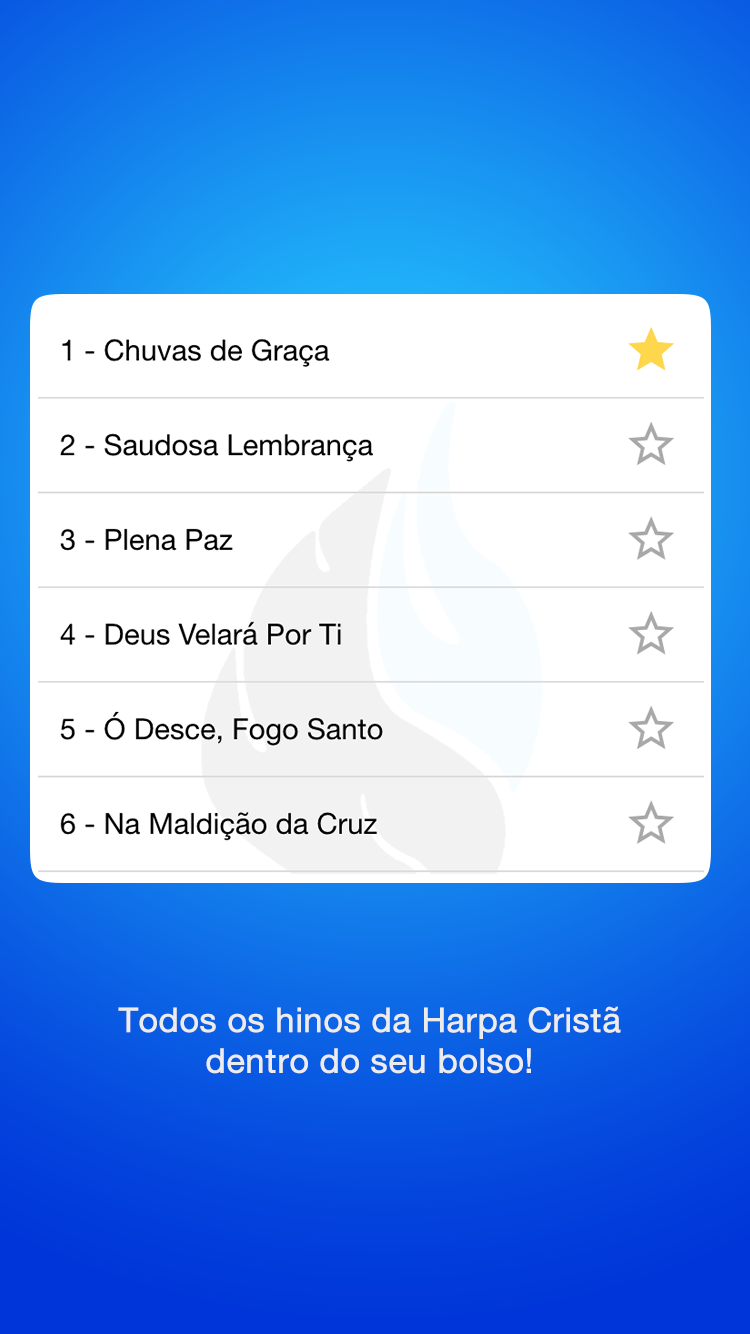 1 - Chuvas de Graça
2 - Saudosa Lembrança
3 - Plena Paz
4 - Deus Velará Por Ti
5 - Ó Desce, Fogo Santo
6 - Na Maldição da Cruz
Todos os hinos da Harpa Cristã
dentro do seu bolso!